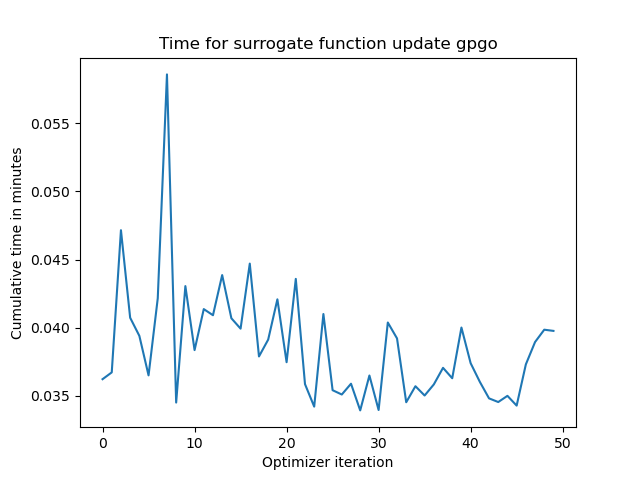 Time for surrogate function update gpgo
0.055
0.050
0.045
0.040
0.035
Cumulative time in minutes
0 10 20 30 40 50
Optimizer iteration